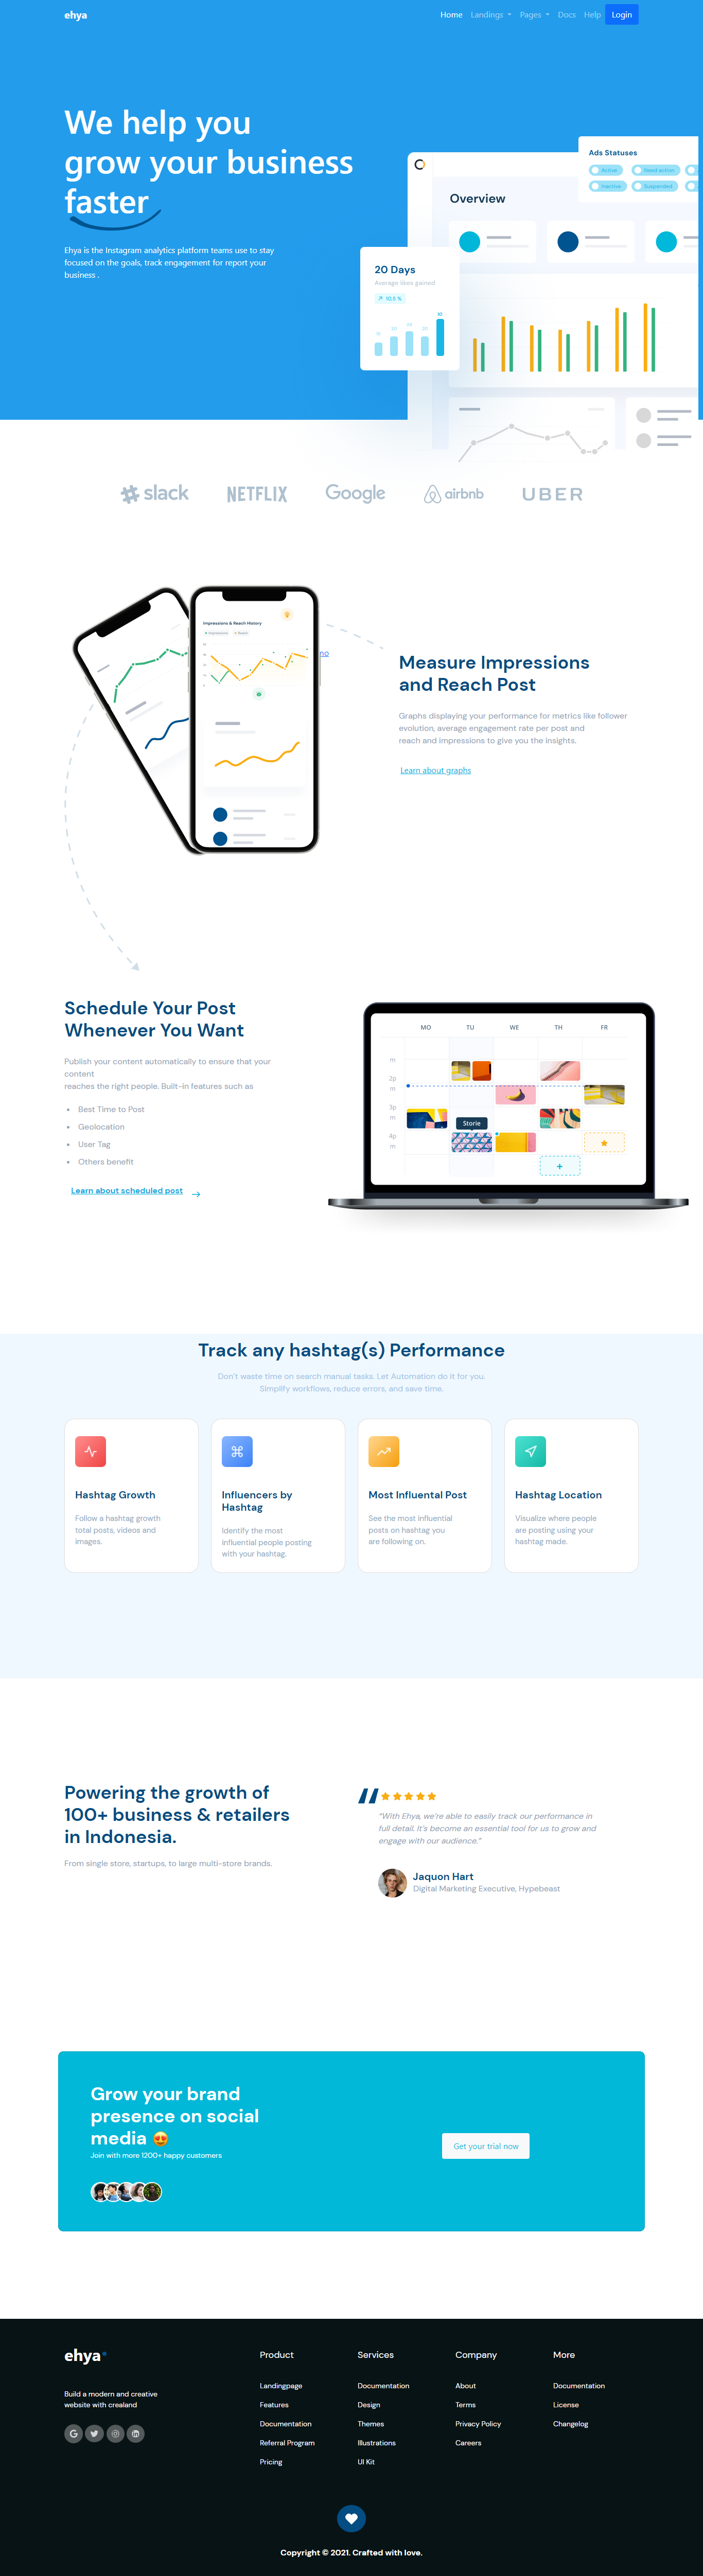 ehya
Home Landings Pages Docs Help Login
We help you
grow your business
faster
Ehya is the Instagram analytics platform teams use to stay
focused on the goals, track engagement for report your
business .
Ads Statuses
Active Need action
Inactive Suspended
Overview
20 Days
Average likes gained
10,5 %
slack NETFLIX Google airbnb UBER
Impressions & Reach History
Impressions Reach
no
Measure Impressions
and Reach Post
Graphs displaying your performance for metrics like follower
evolution, average engagement rate per post and
reach and impressions to give you the insights.
Learn about graphs
Schedule Your Post
Whenever You Want
Publish your content automatically to ensure that your
content
reaches the right people. Built-in features such as
Best Time to Post
Geolocation
User Tag
Others benefit
Learn about scheduled post
MO TU WE TH FR
m
2p
m
3p
m
Storie
4p
m
Track any hashtag(s) Performance
Don't waste time on search manual tasks. Let Automation do it for you.
Simplify workflows, reduce errors, and save time.
Hashtag Growth
Follow a hashtag growth
total posts, videos and
images.
Influencers by
Hashtag
Identify the most
influential people posting
with your hashtag.
Most Influental Post
See the most influential
posts on hashtag you
are following on.
Hashtag Location
Visualize where people
are posting using your
hashtag made.
Powering the growth of
100+ business & retailers
in Indonesia.
From single store, startups, to large multi-store brands.
"With Ehya, we're able to easily track our performance in
full detail. It's become an essential tool for us to grow and
engage with our audience."
Jaquon Hart
Digital Marketing Executive, Hypebeast
Grow your brand
presence on social
media 😍
Join with more 1200+ happy customers
Get your trial now
ehya
Build a modern and creative
website with crealand
Product
Landingpage
Features
Documentation
Referral Program
Pricing
Services
Documentation
Design
Themes
Illustrations
UI Kit
Company
About
Terms
Privacy Policy
Careers
More
Documentation
License
Changelog
Copyright © 2021. Crafted with love.